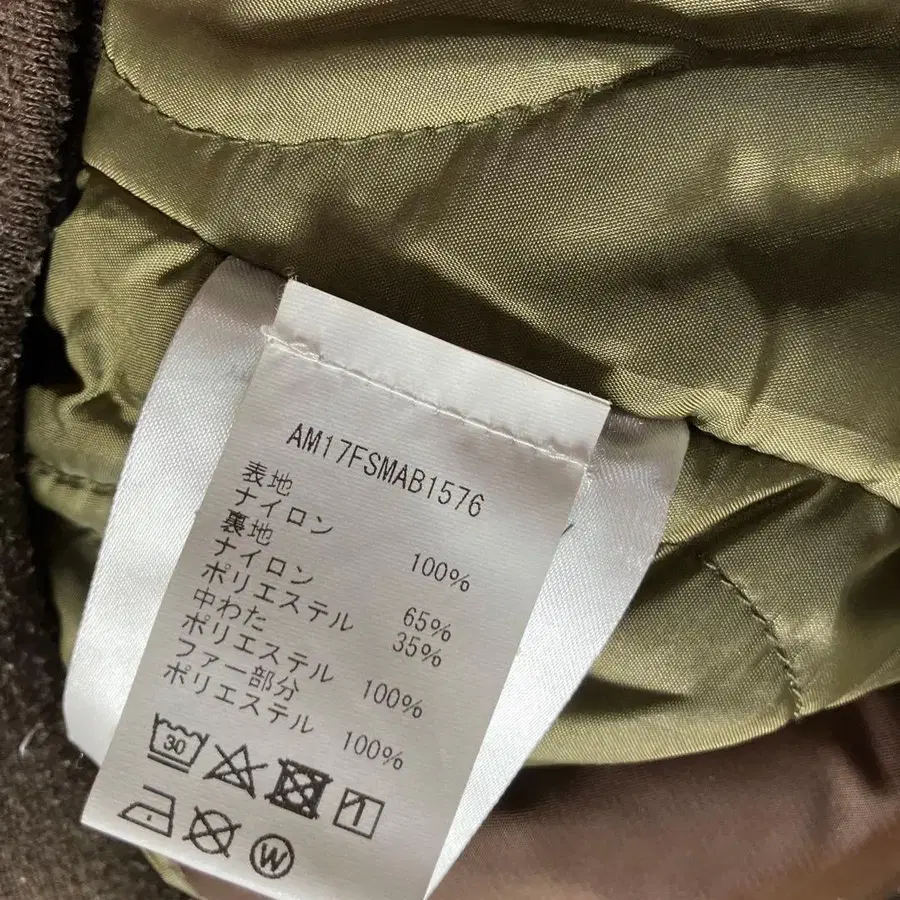 AM17FSMAB1576
表地
ナイロン 100%
裏地
ナイロン 65%
ポリエステル 35%
中わた
ポリエステル 100%
ファー部分
ポリエステル 100%
30
W